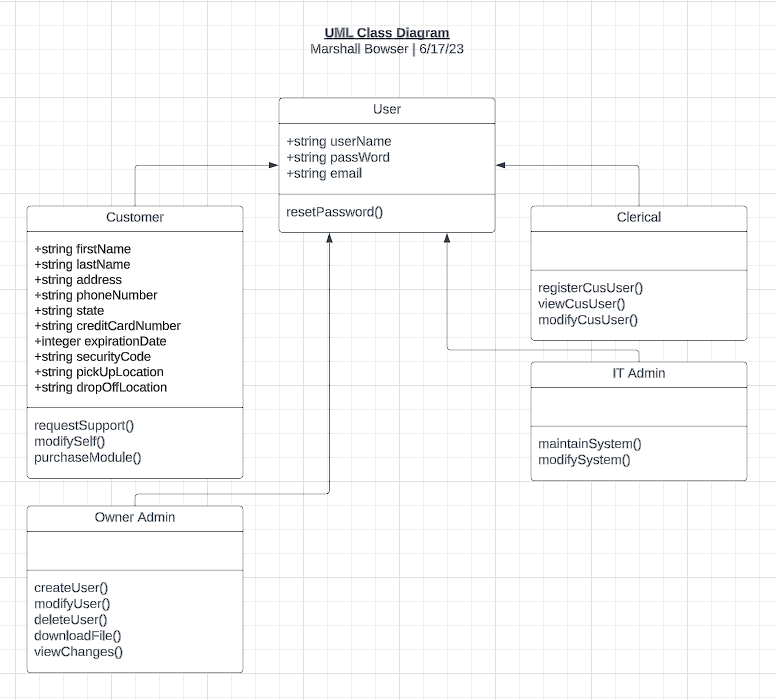 UML Class Diagram
Marshall Bowser | 6/17/23
User
+string userName
+string passWord
+string email
resetPassword()
Customer
+string firstName
+string lastName
+string address
+string phoneNumber
+string state
+string creditCardNumber
+integer expirationDate
+string securityCode
+string pickUpLocation
+string dropOffLocation
requestSupport()
modifySelf()
purchaseModule()
Clerical
registerCusUser()
viewCusUser()
modifyCusUser()
IT Admin
maintainSystem()
modifySystem()
Owner Admin
createUser()
modifyUser()
deleteUser()
downloadFile()
viewChanges()